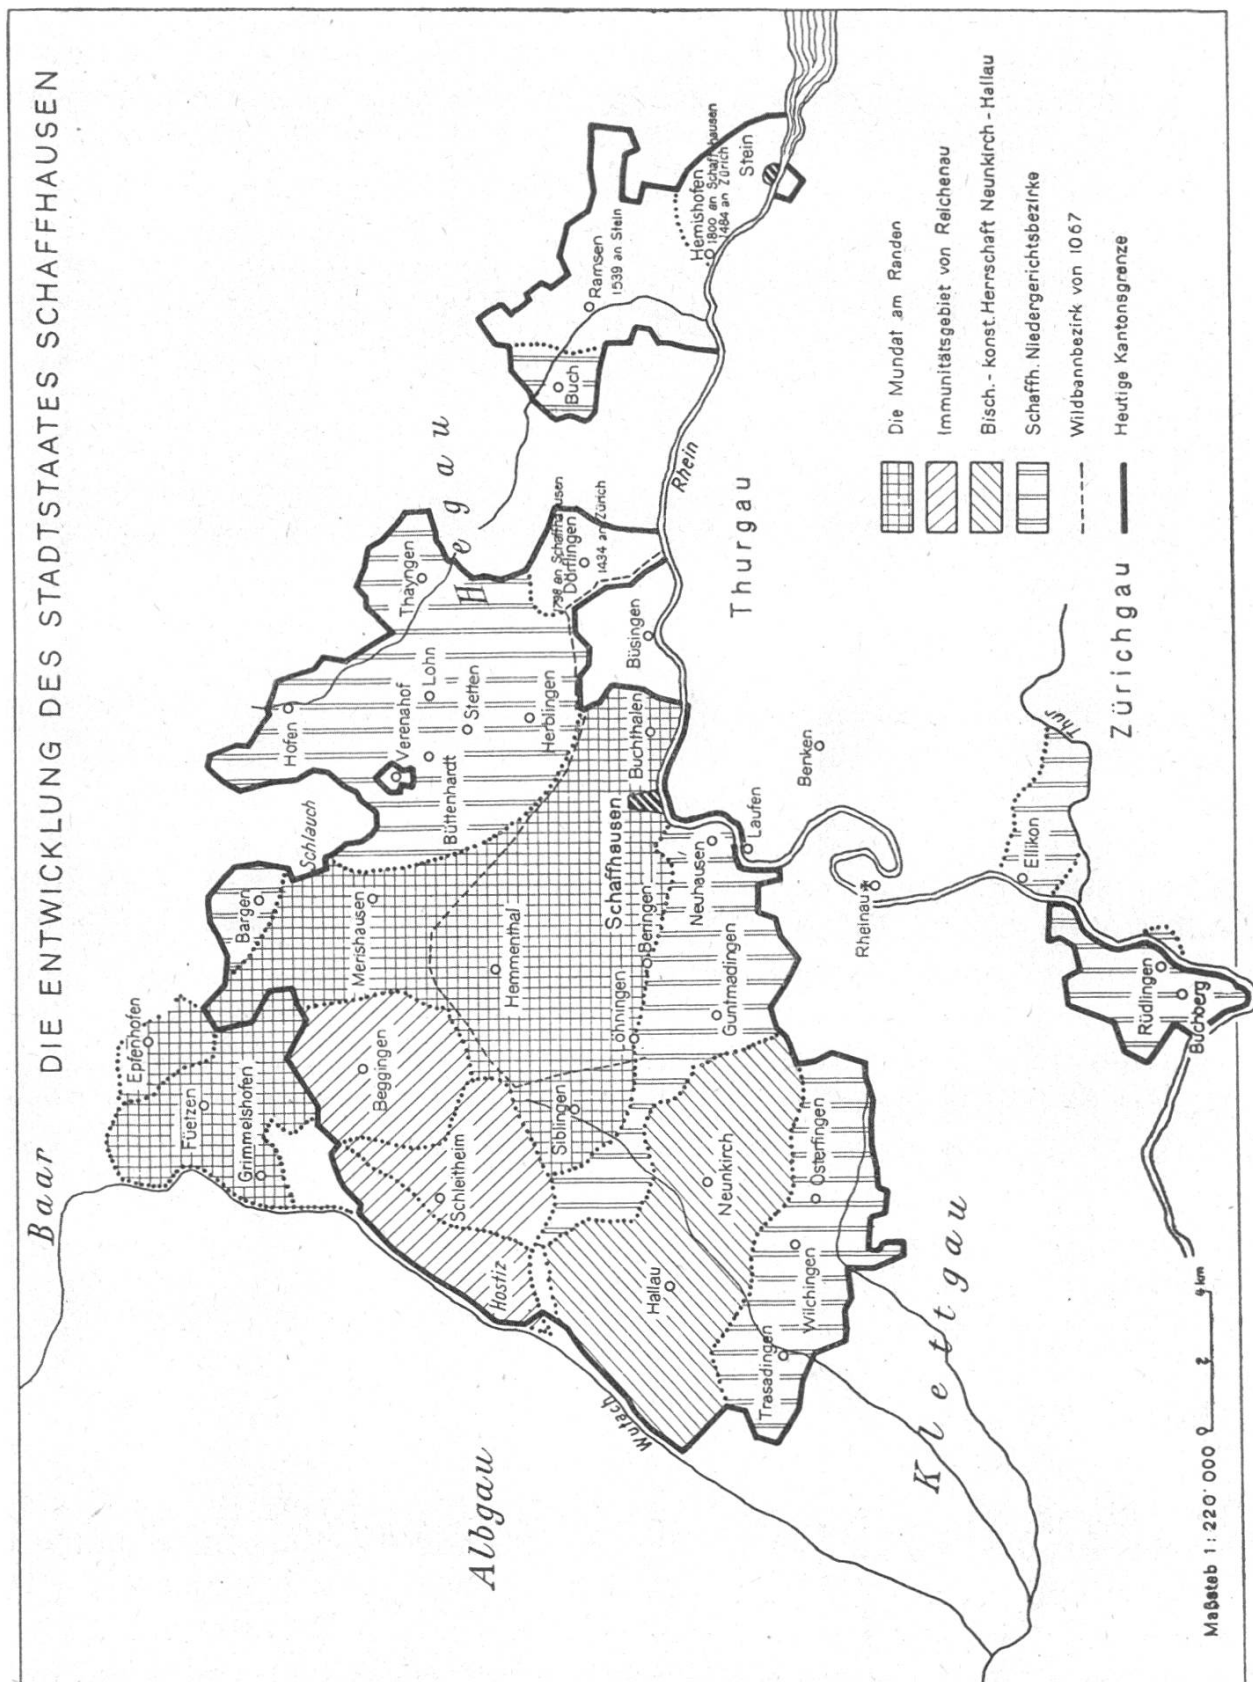 DIE ENTWICKLUNG DES STADTSTAATES SCHAFFHAUSEN
Baar
Epfenhofen
Füetzen
Grimmelshofen
Bargen
Schlauch
Hofen
Verenahof
Lohn
Büttenhardt
Stetten
Herblingen
Thayngen
Hegau
1798 an Schaffhausen
Dörflingen
1434 an Zürich
Buch
Ramsen
1539 an Stein
Hemishofen
1800 an Schaffhausen
1484 an Zürich
Stein
Merishausen
Beggingen
Schleitheim
Hostiz
Hemmenthal
Siblingen
Löhningen
Beringen
Schaffhausen
Buchthalen
Büsingen
Rhein
Thurgau
Albgau
Wutach
Hallau
Neunkirch
Guntmadingen
Neuhausen
Laufen
Benken
Trasadingen
Wilchingen
Osterfingen
Rheinau
Klettgau
Ellikon
Thur
Zürichgau
Rüdlingen
Buchberg
Die Mundat am Randen
Immunitätsgebiet von Reichenau
Bisch.-konst. Herrschaft Neunkirch-Hallau
Schaffh. Niedergerichtsbezirke
Wildbannbezirk von 1067
Heutige Kantonsgrenze
Maßstab 1:220'000
0 2 4 km